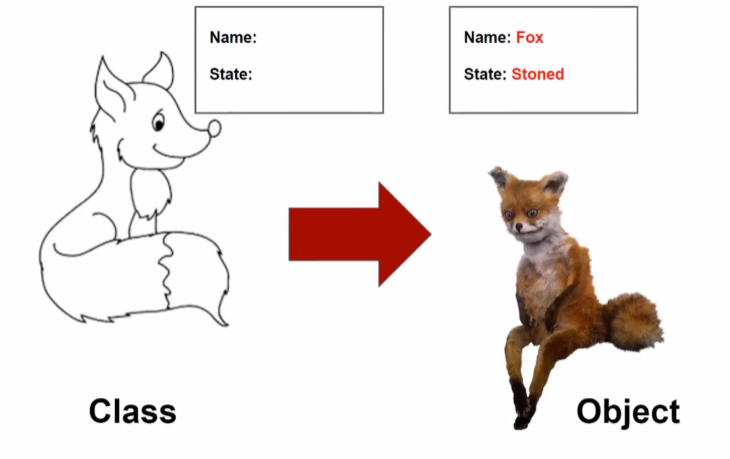 Name:
State:
Name: Fox
State: Stoned
Class
Object